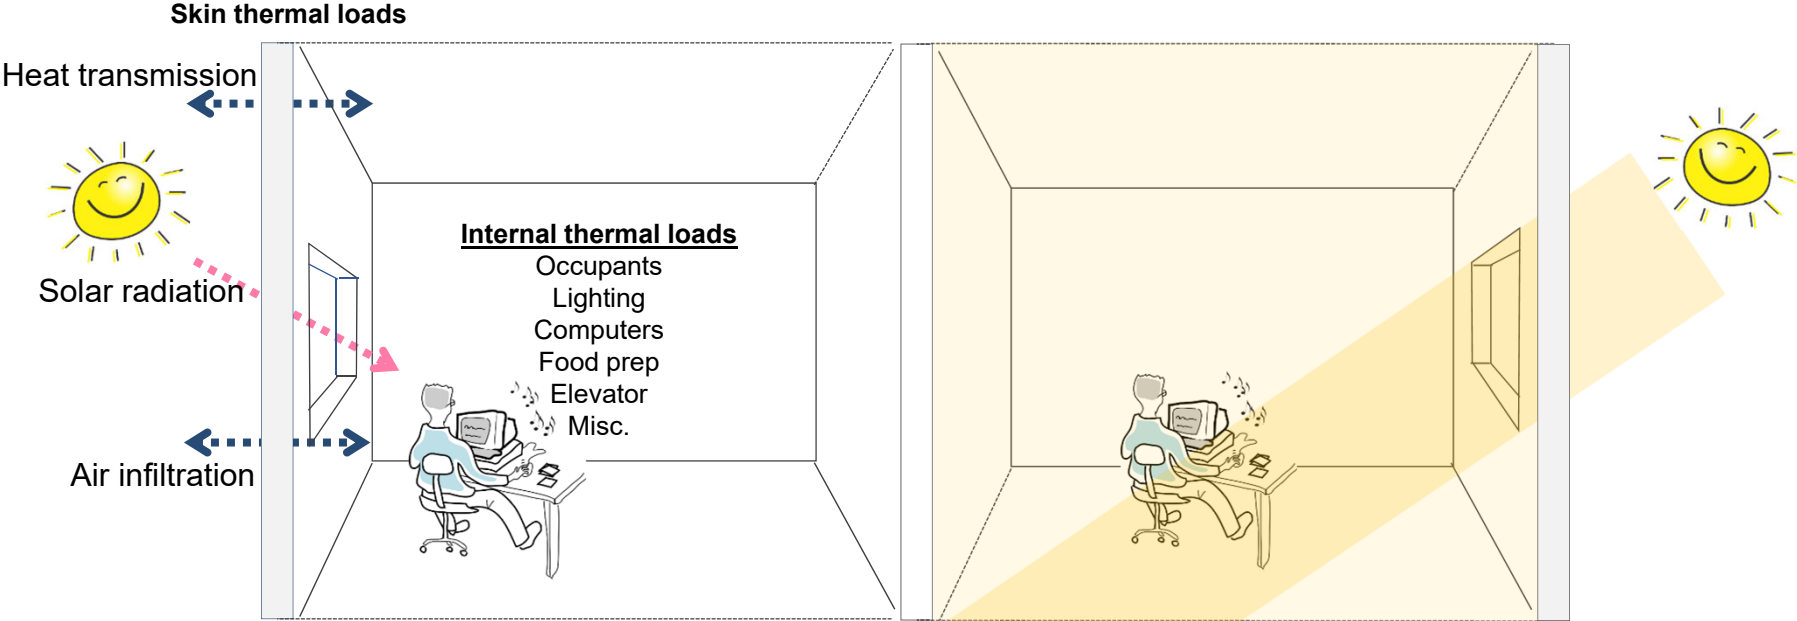 Skin thermal loads
Heat transmission
Solar radiation
Air infiltration
Internal thermal loads
Occupants
Lighting
Computers
Food prep
Elevator
Misc.